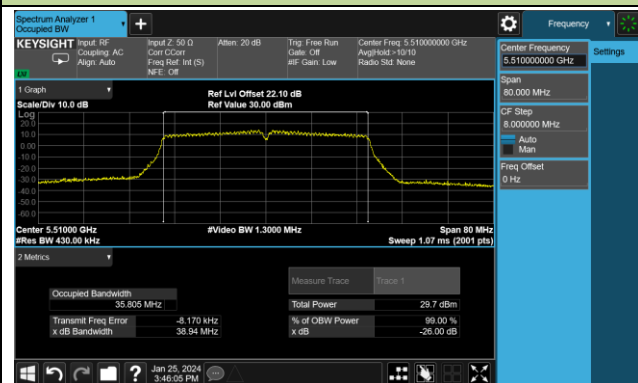 Spectrum Analyzer 1
Occupied BW
Frequency
KEYSIGHT
Input: RF
Coupling: AC
Align: Auto
Input Z: 50 Ω
Corr CCorr
Freq Ref: Int (S)
NFE: Off
Atten: 20 dB
Trig: Free Run
Gate: Off
#IF Gain: Low
Center Freq: 5.510000000 GHz
Avg|Hold:>10/10
Radio Std: None
Center Frequency
5.510000000 GHz
Settings
Span
80.000 MHz
CF Step
8.000000 MHz
Auto
Man
Freq Offset
0 Hz
1 Graph
Scale/Div 10.0 dB
Ref Lvl Offset 22.10 dB
Ref Value 30.00 dBm
Log
20.0
10.0
0.00
-10.0
-20.0
-30.0
-40.0
-50.0
-60.0
Center 5.51000 GHz
#Res BW 430.00 kHz
#Video BW 1.3000 MHz
Span 80 MHz
Sweep 1.07 ms (2001 pts)
2 Metrics
Measure Trace
Trace 1
Occupied Bandwidth
35.805 MHz
Total Power
29.7 dBm
Transmit Freq Error
-8.170 kHz
% of OBW Power
99.00 %
x dB Bandwidth
38.94 MHz
x dB
-26.00 dB
Jan 25, 2024
3:46:05 PM